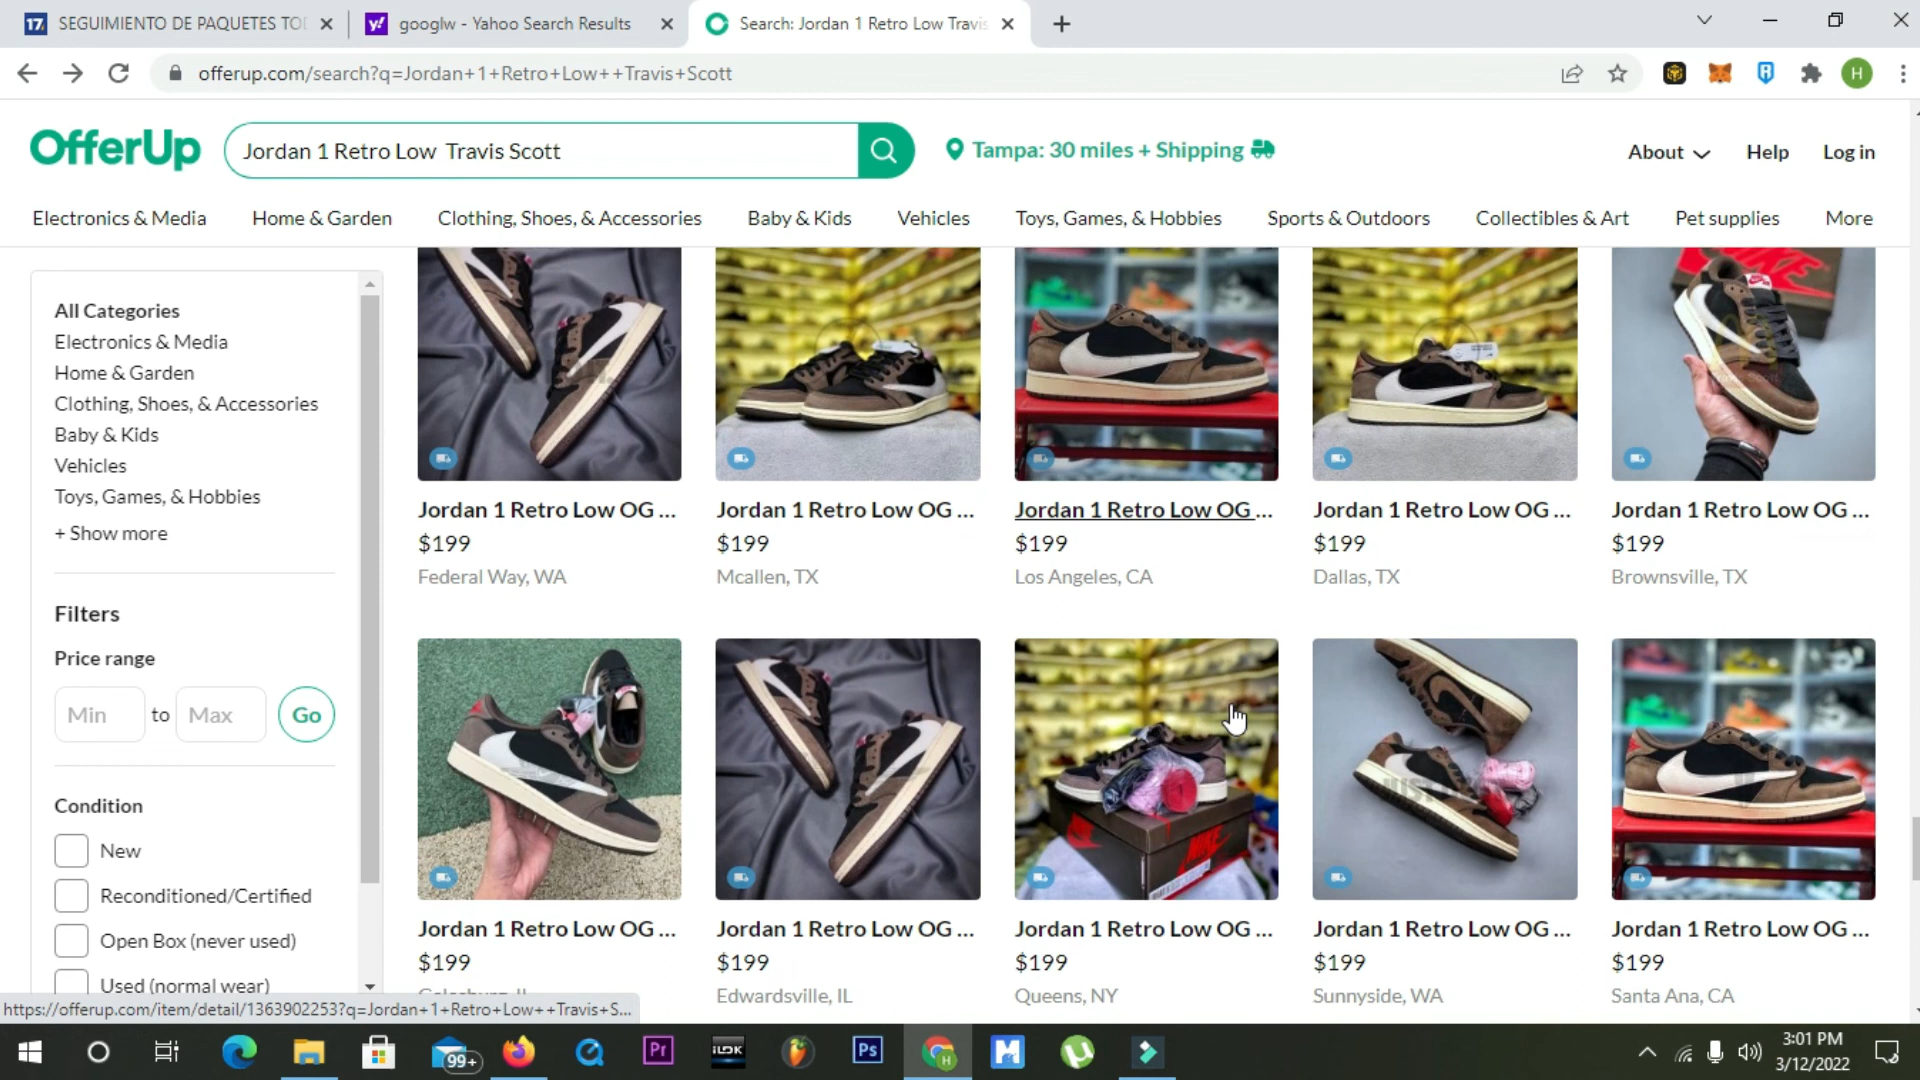 SEGUIMIENTO DE PAQUETES TOD
googlw - Yahoo Search Results
Search: Jordan 1 Retro Low Travis
offerup.com/search?q=Jordan+1+Retro+Low++Travis+Scott
H
OfferUp
Jordan 1 Retro Low  Travis Scott
Tampa: 30 miles + Shipping
About
Help
Log in
Electronics & Media
Home & Garden
Clothing, Shoes, & Accessories
Baby & Kids
Vehicles
Toys, Games, & Hobbies
Sports & Outdoors
Collectibles & Art
Pet supplies
More
All Categories
Electronics & Media
Home & Garden
Clothing, Shoes, & Accessories
Baby & Kids
Vehicles
Toys, Games, & Hobbies
+ Show more
Filters
Price range
Min to Max Go
Condition
New
Reconditioned/Certified
Open Box (never used)
Used (normal wear)
Jordan 1 Retro Low OG ...
$199
Federal Way, WA
Jordan 1 Retro Low OG ...
$199
Mcallen, TX
Jordan 1 Retro Low OG ...
$199
Los Angeles, CA
Jordan 1 Retro Low OG ...
$199
Dallas, TX
Jordan 1 Retro Low OG ...
$199
Brownsville, TX
Jordan 1 Retro Low OG ...
$199
Jordan 1 Retro Low OG ...
$199
Edwardsville, IL
Jordan 1 Retro Low OG ...
$199
Queens, NY
Jordan 1 Retro Low OG ...
$199
Sunnyside, WA
Jordan 1 Retro Low OG ...
$199
Santa Ana, CA
https://offerup.com/item/detail/1363902253?q=Jordan+1+Retro+Low++Travis+S...
99+
Pr
Ps
H
3:01 PM
3/12/2022